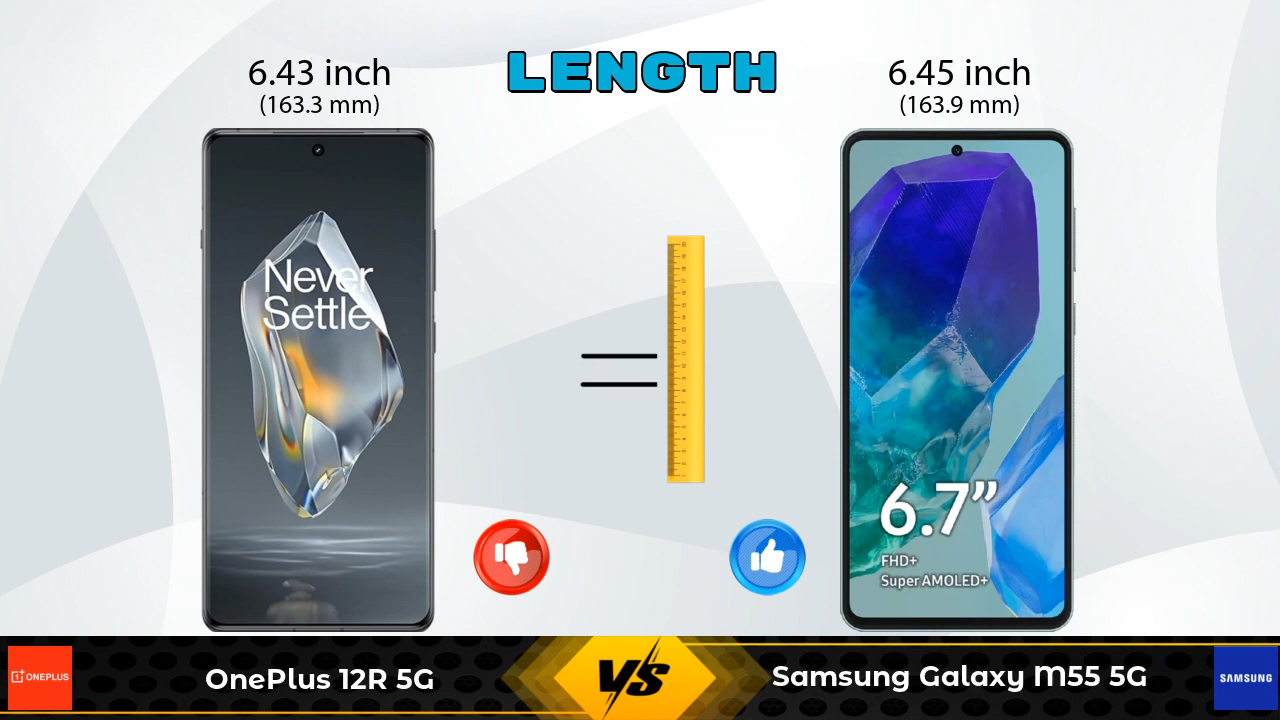 LENGTH
6.43 inch
(163.3 mm)
6.45 inch
(163.9 mm)
Never
Settle
6.7”
FHD+
Super AMOLED+
ONEPLUS
OnePlus 12R 5G
VS
Samsung Galaxy M55 5G
SAMSUNG